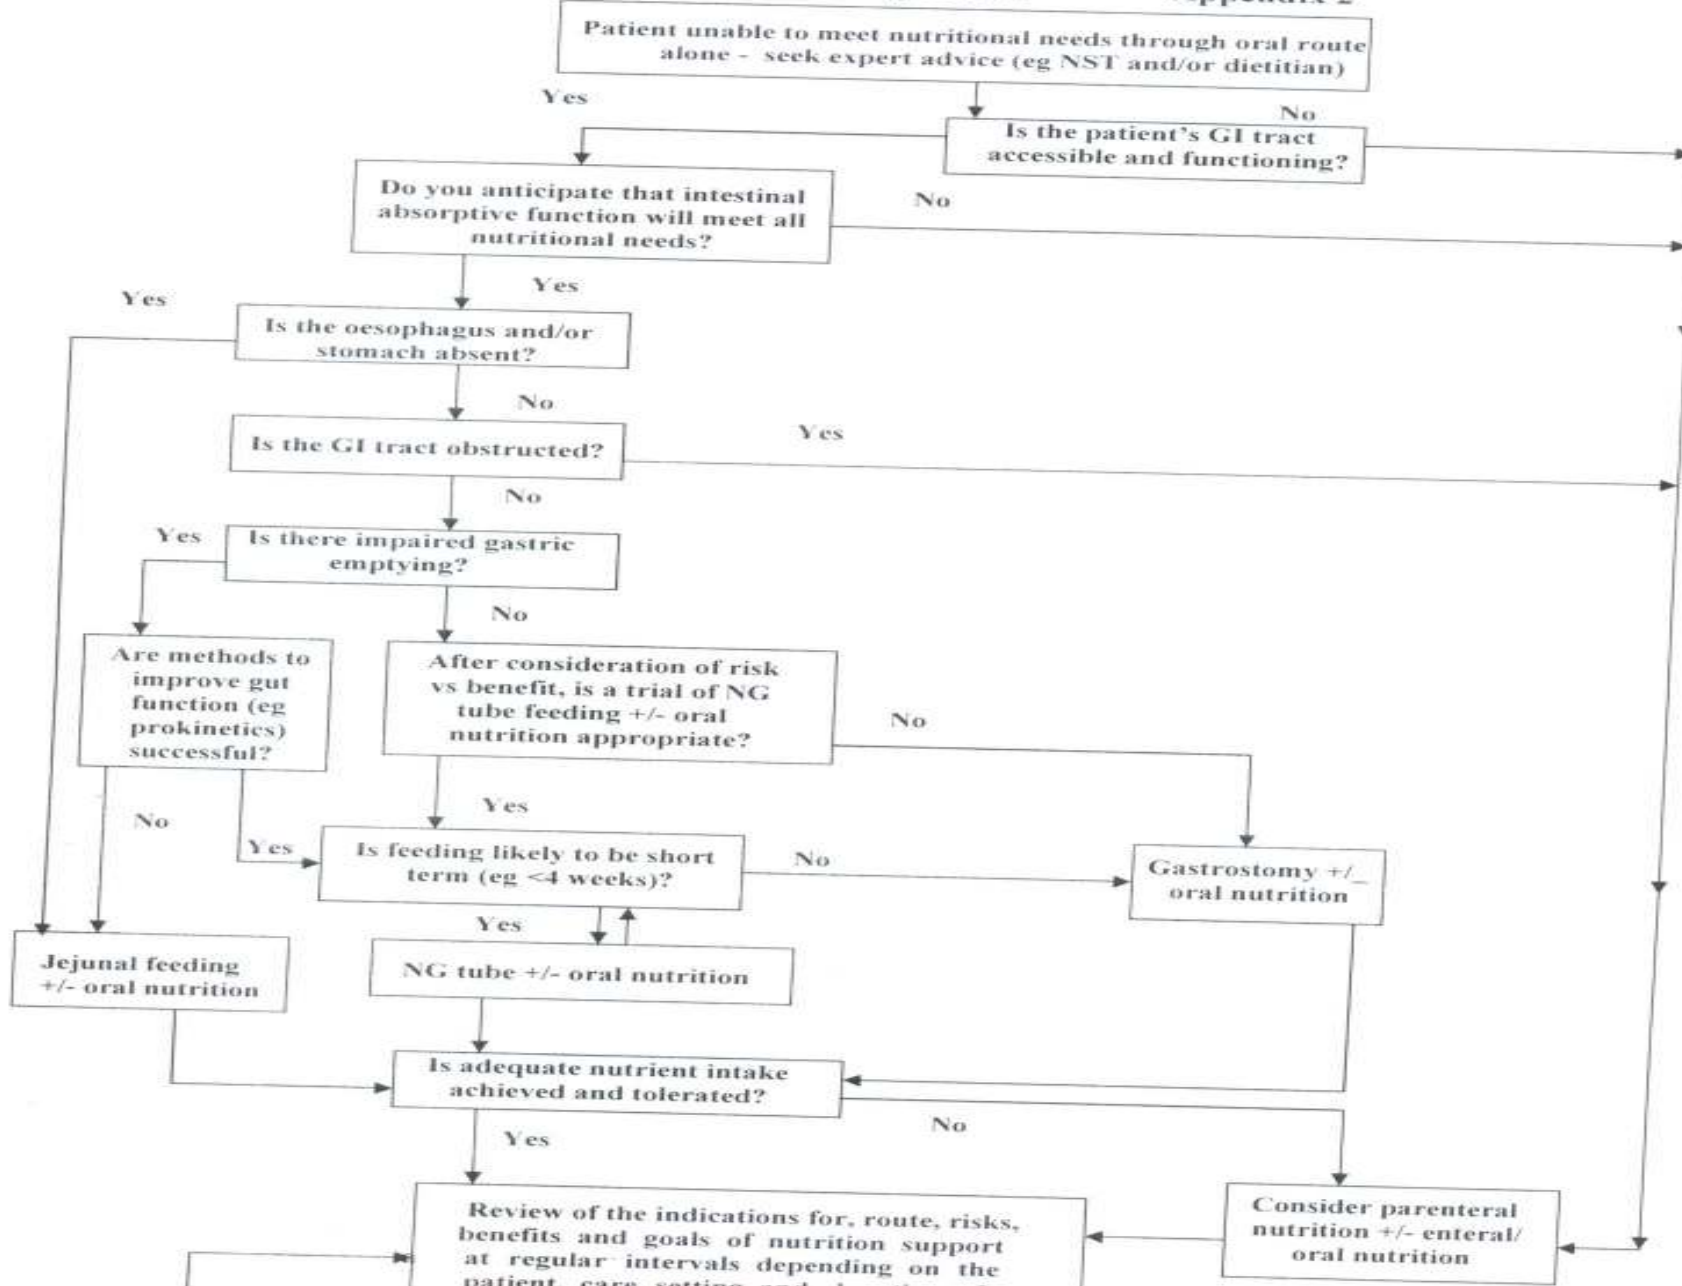 Patient unable to meet nutritional needs through oral route
alone - seek expert advice (eg NST and/or dietitian)
Yes
No
Is the patient's GI tract
accessible and functioning?
Do you anticipate that intestinal
absorptive function will meet all
nutritional needs?
No
Yes
Yes
Is the oesophagus and/or
stomach absent?
No
Is the GI tract obstructed?
Yes
No
Yes
Is there impaired gastric
emptying?
No
Are methods to
improve gut
function (eg
prokinetics)
successful?
After consideration of risk
vs benefit, is a trial of NG
tube feeding +/- oral
nutrition appropriate?
No
Yes
No
Yes
Is feeding likely to be short
term (eg <4 weeks)?
No
Gastrostomy +/_
oral nutrition
Yes
Jejunal feeding
+/- oral nutrition
NG tube +/- oral nutrition
Is adequate nutrient intake
achieved and tolerated?
No
Yes
Review of the indications for, route, risks,
benefits and goals of nutrition support
at regular intervals depending on the
patient, care setting and
Consider parenteral
nutrition +/- enteral/
oral nutrition